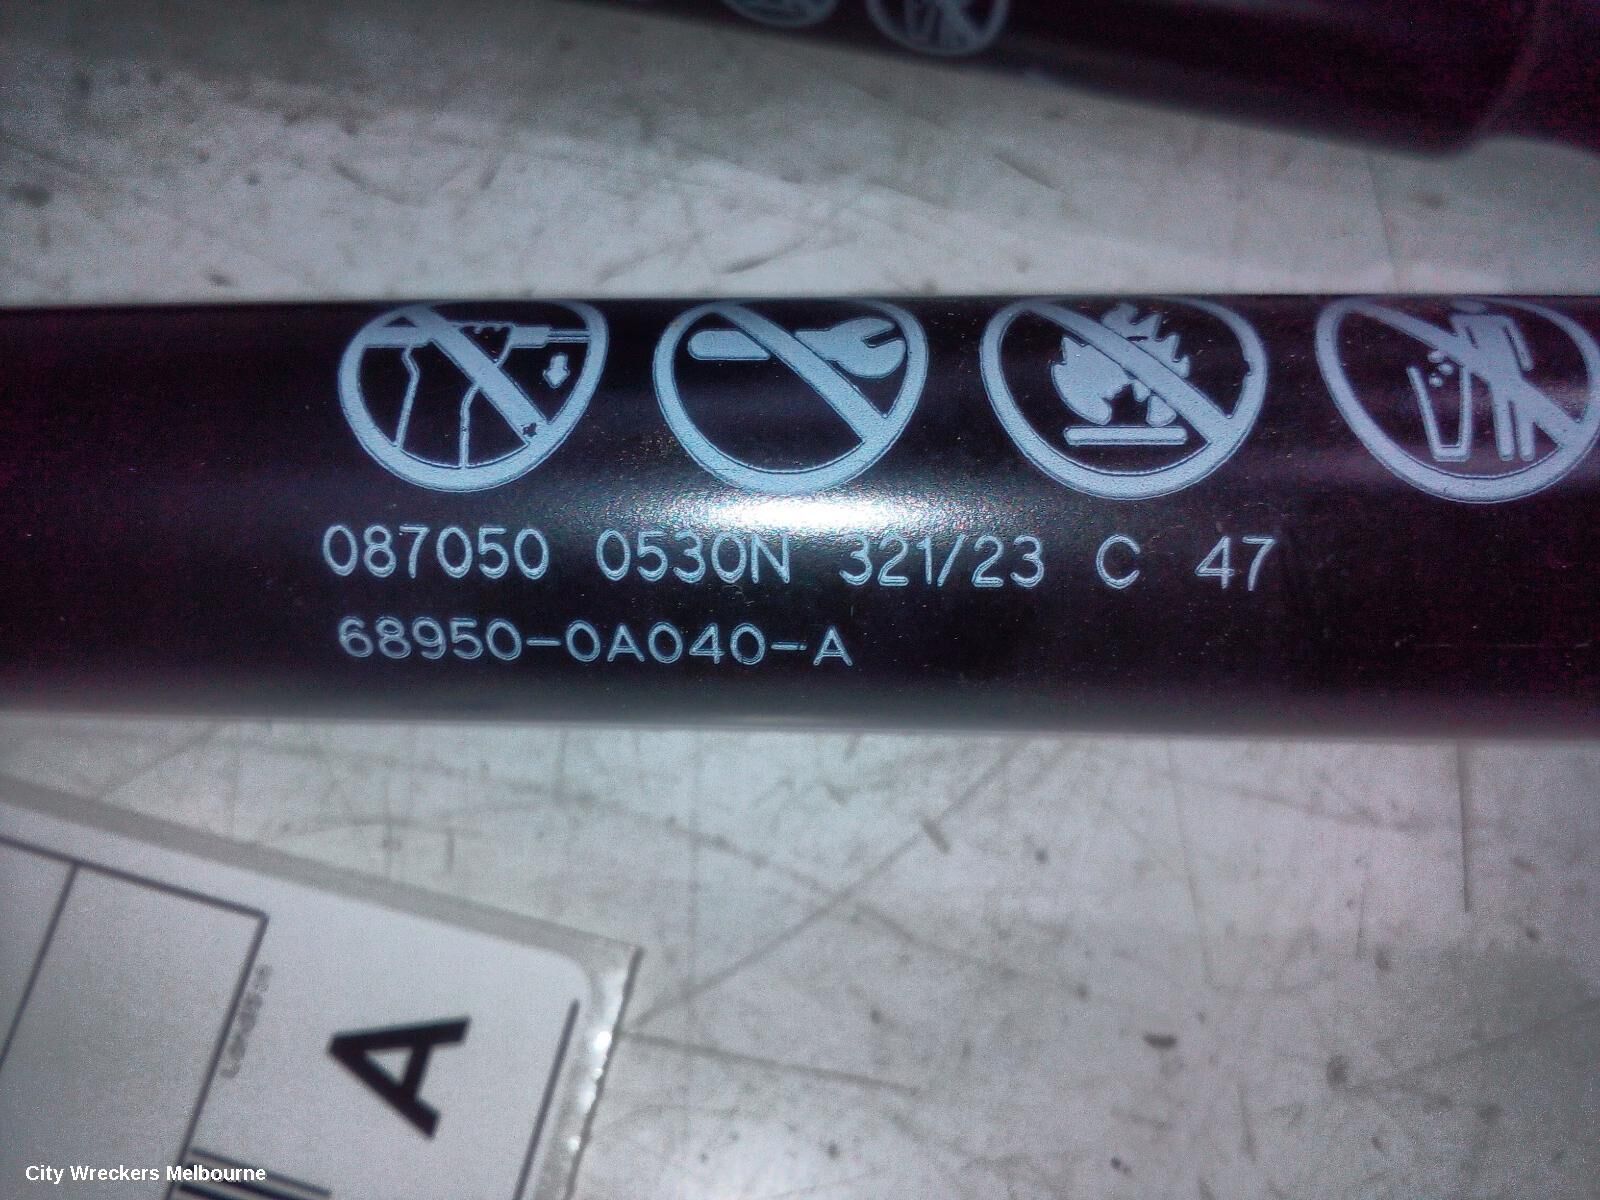 087050 0530N 321/23 C 47
68950-0A040-A
A
City Wreckers Melbourne